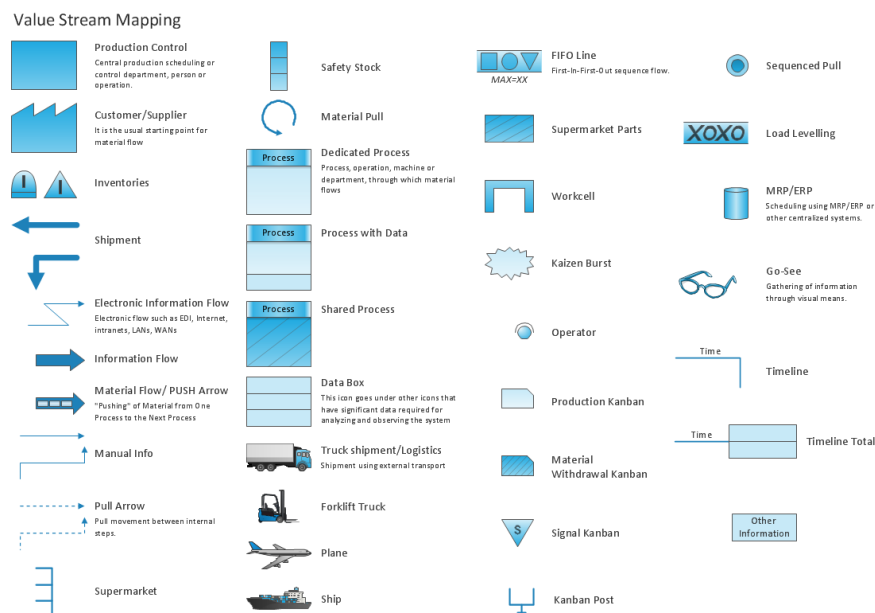 Value Stream Mapping
Production Control
Central production scheduling or
control department, person or
operation.
Customer/Supplier
It is the usual starting point for
material flow
I I
Inventories
Shipment
Electronic Information Flow
Electronic flow such as EDI, Internet,
intranets, LANs, WANs
Information Flow
Material Flow/ PUSH Arrow
"Pushing" of Material from One
Process to the Next Process
Manual Info
Pull Arrow
Pull movement between internal
steps.
Supermarket
Safety Stock
Material Pull
Process
Dedicated Process
Process, operation, machine or
department, through which material
flows
Process
Process with Data
Process
Shared Process
Data Box
This icon goes under other icons that
have significant data required for
analyzing and observing the system
Truck shipment/Logistics
Shipment using external transport
Forklift Truck
Plane
Ship
MAX=XX
FIFO Line
First-In-First-Out sequence flow.
Supermarket Parts
Workcell
Kaizen Burst
Operator
Production Kanban
Material
Withdrawal Kanban
S
Signal Kanban
Kanban Post
Sequenced Pull
XOXO
Load Levelling
MRP/ERP
Scheduling using MRP/ERP or
other centralized systems.
Go-See
Gathering of information
through visual means.
Time
Timeline
Time
Timeline Total
Other
Information